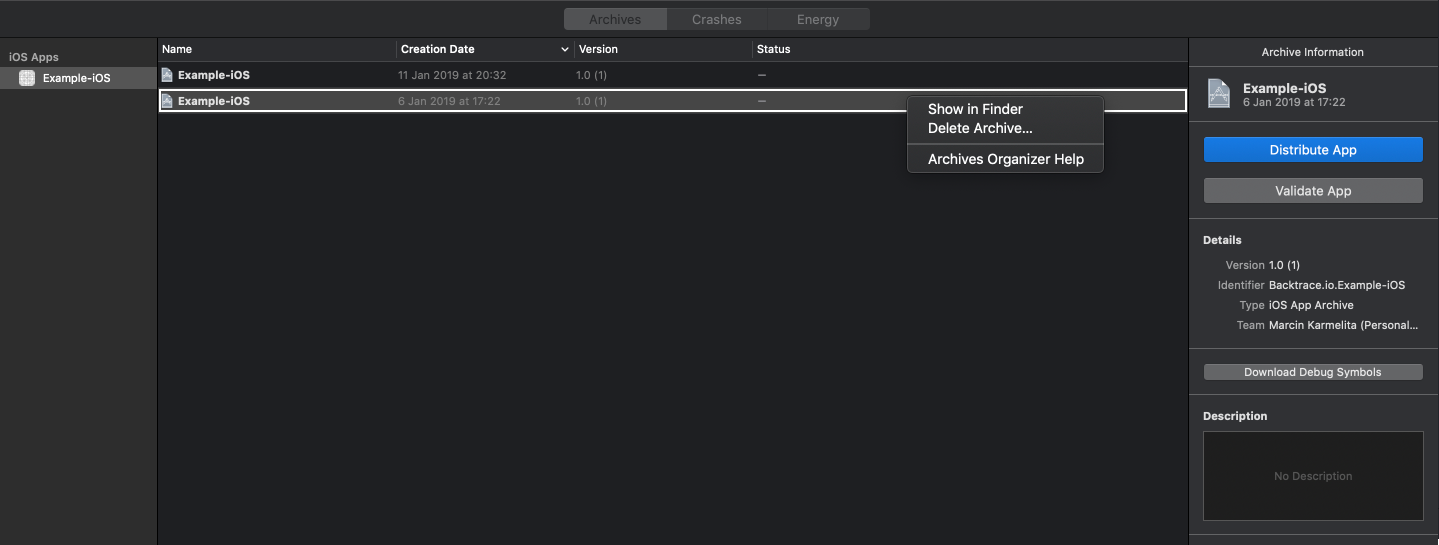 Archives Crashes Energy
iOS Apps
Example-iOS
Name Creation Date Version Status
Example-iOS 11 Jan 2019 at 20:32 1.0 (1) –
Example-iOS 6 Jan 2019 at 17:22 1.0 (1) –
Show in Finder
Delete Archive...
Archives Organizer Help
Archive Information
Example-iOS
6 Jan 2019 at 17:22
Distribute App
Validate App
Details
Version 1.0 (1)
Identifier Backtrace.io.Example-iOS
Type iOS App Archive
Team Marcin Karmelita (Personal...
Download Debug Symbols
Description
No Description